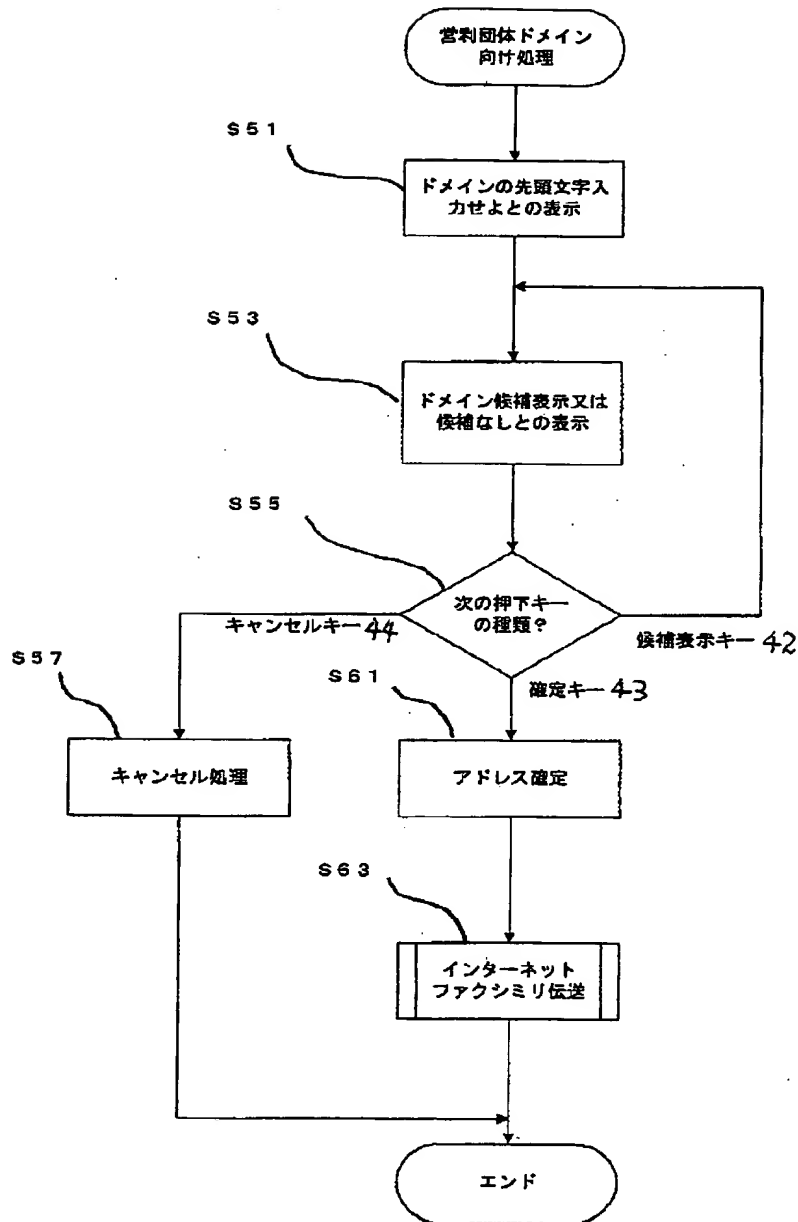 営利団体ドメイン
向け処理
S51
ドメインの先頭文字入
力せよとの表示
S53
ドメイン候補表示又は
候補なしとの表示
S55
次の押下キー
の種類?
キャンセルキー44
候補表示キー42
S57
S61
確定キー43
キャンセル処理
アドレス確定
S63
インターネット
ファクシミリ伝送
エンド